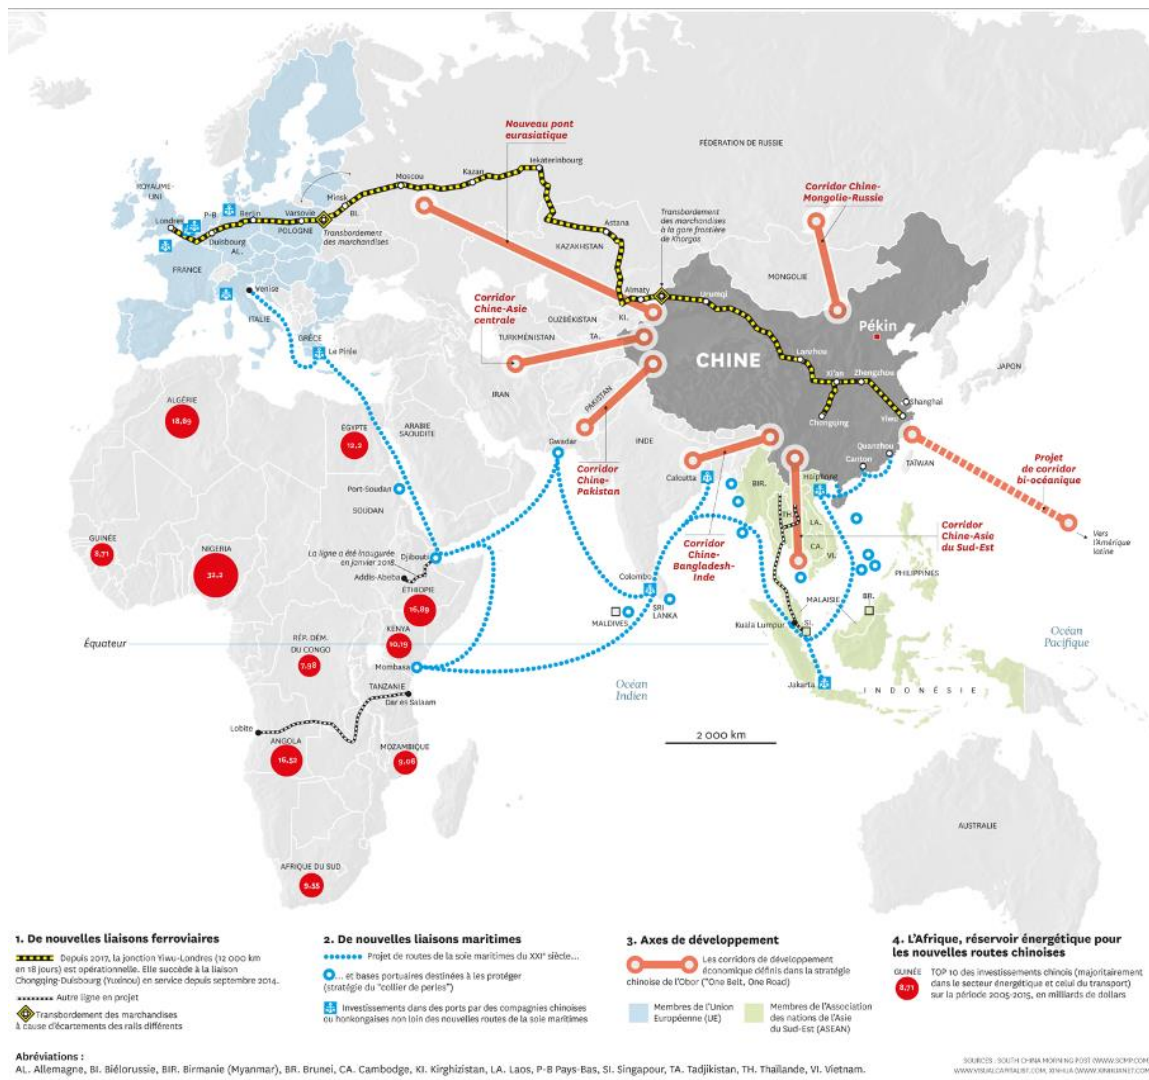 Nouveau pont
eurasiatique
FÉDÉRATION DE RUSSIE
Iekaterinbourg
Kazan
Moscou
ROYAUME-
UNI
Minsk
BI.
P-B
Berlin
Varsovie
POLOGNE
Londres
Duisbourg
AL.
Transbordement
des marchandises
Corridor Chine-
Mongolie-Russie
Transbordement
des marchandises
à la gare frontière
de Khorgos
Astana
KAZAKHSTAN
FRANCE
MONGOLIE
Venise
ITALIE
Almaty
Urumqi
Corridor
Chine-Asie
centrale
OUZBÉKISTAN
KI.
TURKMÉNISTAN
TA.
Pékin
GRÈCE
Le Pirée
CHINE
Lanzhou
Xi'an
Zhengzhou
JAPON
IRAN
PAKISTAN
Shanghai
Yiwu
Chongqing
ALGÉRIE
18,89
ÉGYPTE
12,2
ARABIE
SAOUDITE
INDE
Gwadar
Quanzhou
Canton
TAÏWAN
Projet
de corridor
bi-océanique
Corridor
Chine-
Pakistan
Calcutta
BIR.
Haiphong
Port-Soudan
SOUDAN
TH.
LA.
CA.
VI.
Corridor
Chine-Asie
du Sud-Est
Vers
l'Amérique
latine
GUINÉE
8,71
NIGERIA
32,2
La ligne a été inaugurée
en janvier 2018.
Djibouti
Addis-Abeba
ÉTHIOPIE
16,89
Corridor
Chine-
Bangladesh-
Inde
Colombo
SRI
LANKA
MALDIVES
PHILIPPINES
MALAISIE
BR.
Kuala Lumpur
SI.
KENYA
10,19
Équateur
RÉP. DÉM.
DU CONGO
7,98
Mombasa
Océan
Pacifique
Océan
Indien
TANZANIE
Dar es Salaam
Jakarta
INDONÉSIE
Lobito
ANGOLA
16,52
MOZAMBIQUE
9,08
2 000 km
AUSTRALIE
AFRIQUE DU SUD
9,35
1. De nouvelles liaisons ferroviaires
Depuis 2017, la jonction Yiwu-Londres (12 000 km
en 18 jours) est opérationnelle. Elle succède à la liaison
Chongqing-Duisbourg (Yuxinou) en service depuis septembre 2014.
Autre ligne en projet
Transbordement des marchandises
à cause d'écartements des rails différents
2. De nouvelles liaisons maritimes
Projet de routes de la soie maritimes du XXIe siècle...
... et bases portuaires destinées à les protéger
(stratégie du "collier de perles")
Investissements dans des ports par des compagnies chinoises
ou hongkongaises non loin des nouvelles routes de la soie maritimes
3. Axes de développement
Les corridors de développement
économique définis dans la stratégie
chinoise de l'Obor ("One Belt, One Road)
Membres de l'Union
Européenne (UE)
Membres de l'Association
des nations de l'Asie
du Sud-Est (ASEAN)
4. L'Afrique, réservoir énergétique pour
les nouvelles routes chinoises
GUINÉE
8,71
TOP 10 des investissements chinois (majoritairement
dans le secteur énergétique et celui du transport)
sur la période 2005-2015, en milliards de dollars
Abréviations :
AL. Allemagne, BI. Biélorussie, BIR. Birmanie (Myanmar), BR. Brunei, CA. Cambodge, KI. Kirghizistan, LA. Laos, P-B Pays-Bas, SI. Singapour, TA. Tadjikistan, TH. Thaïlande, VI. Vietnam.
SOURCES : SOUTH CHINA MORNING POST (WWW.SCMP.COM)
WWW.VISUALCAPITALIST.COM, XINHUA (WWW.XINHUANET.COM